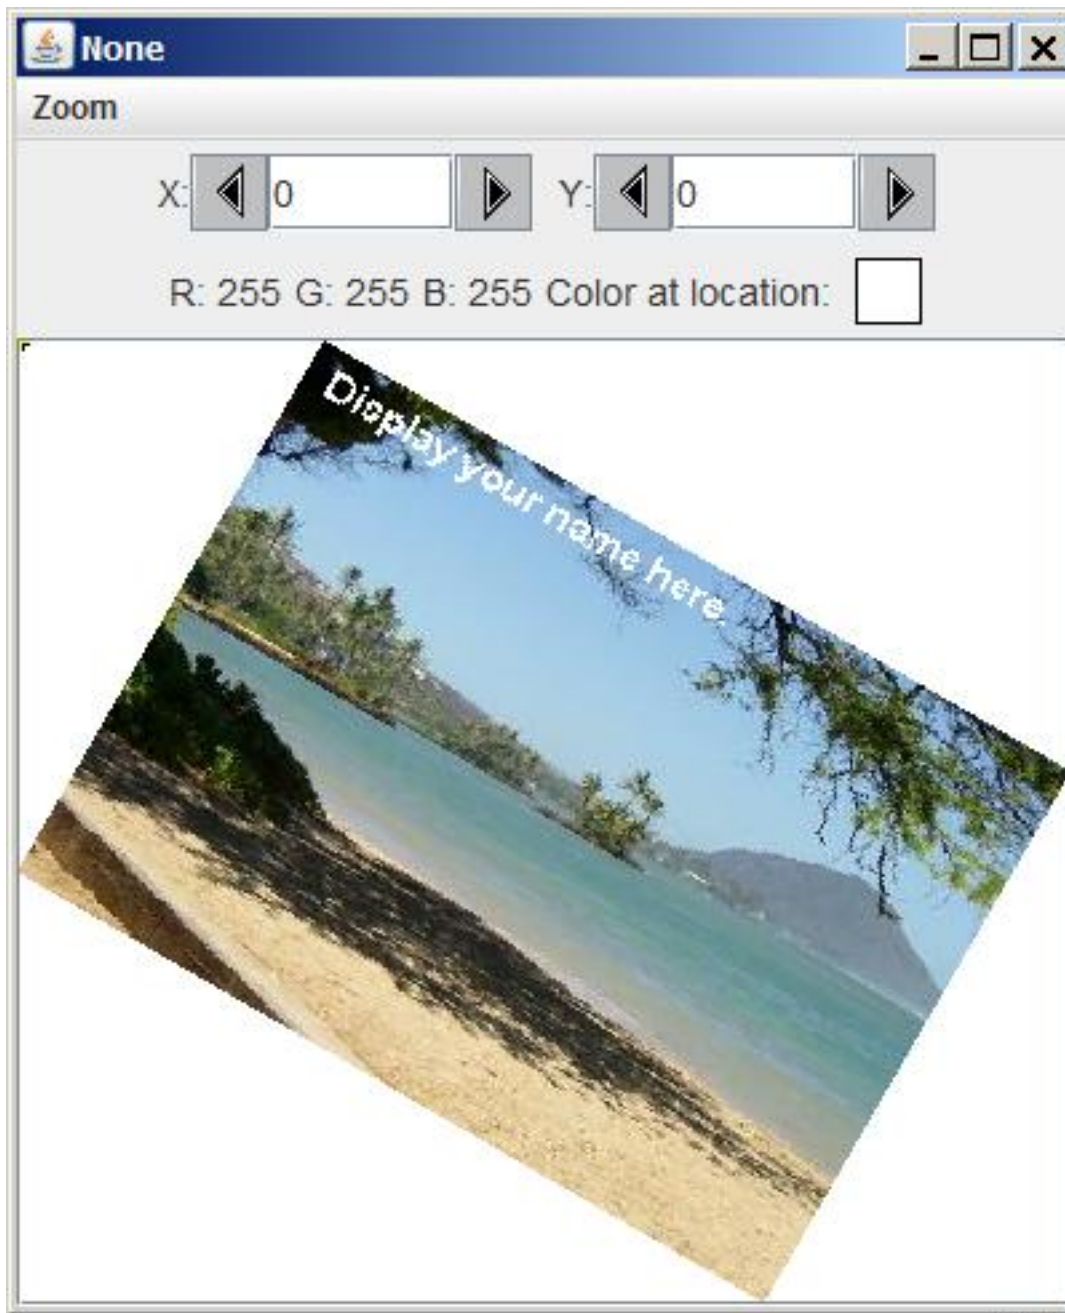 None
Zoom
X: 0 Y: 0
R: 255 G: 255 B: 255 Color at location:
Display your name here.